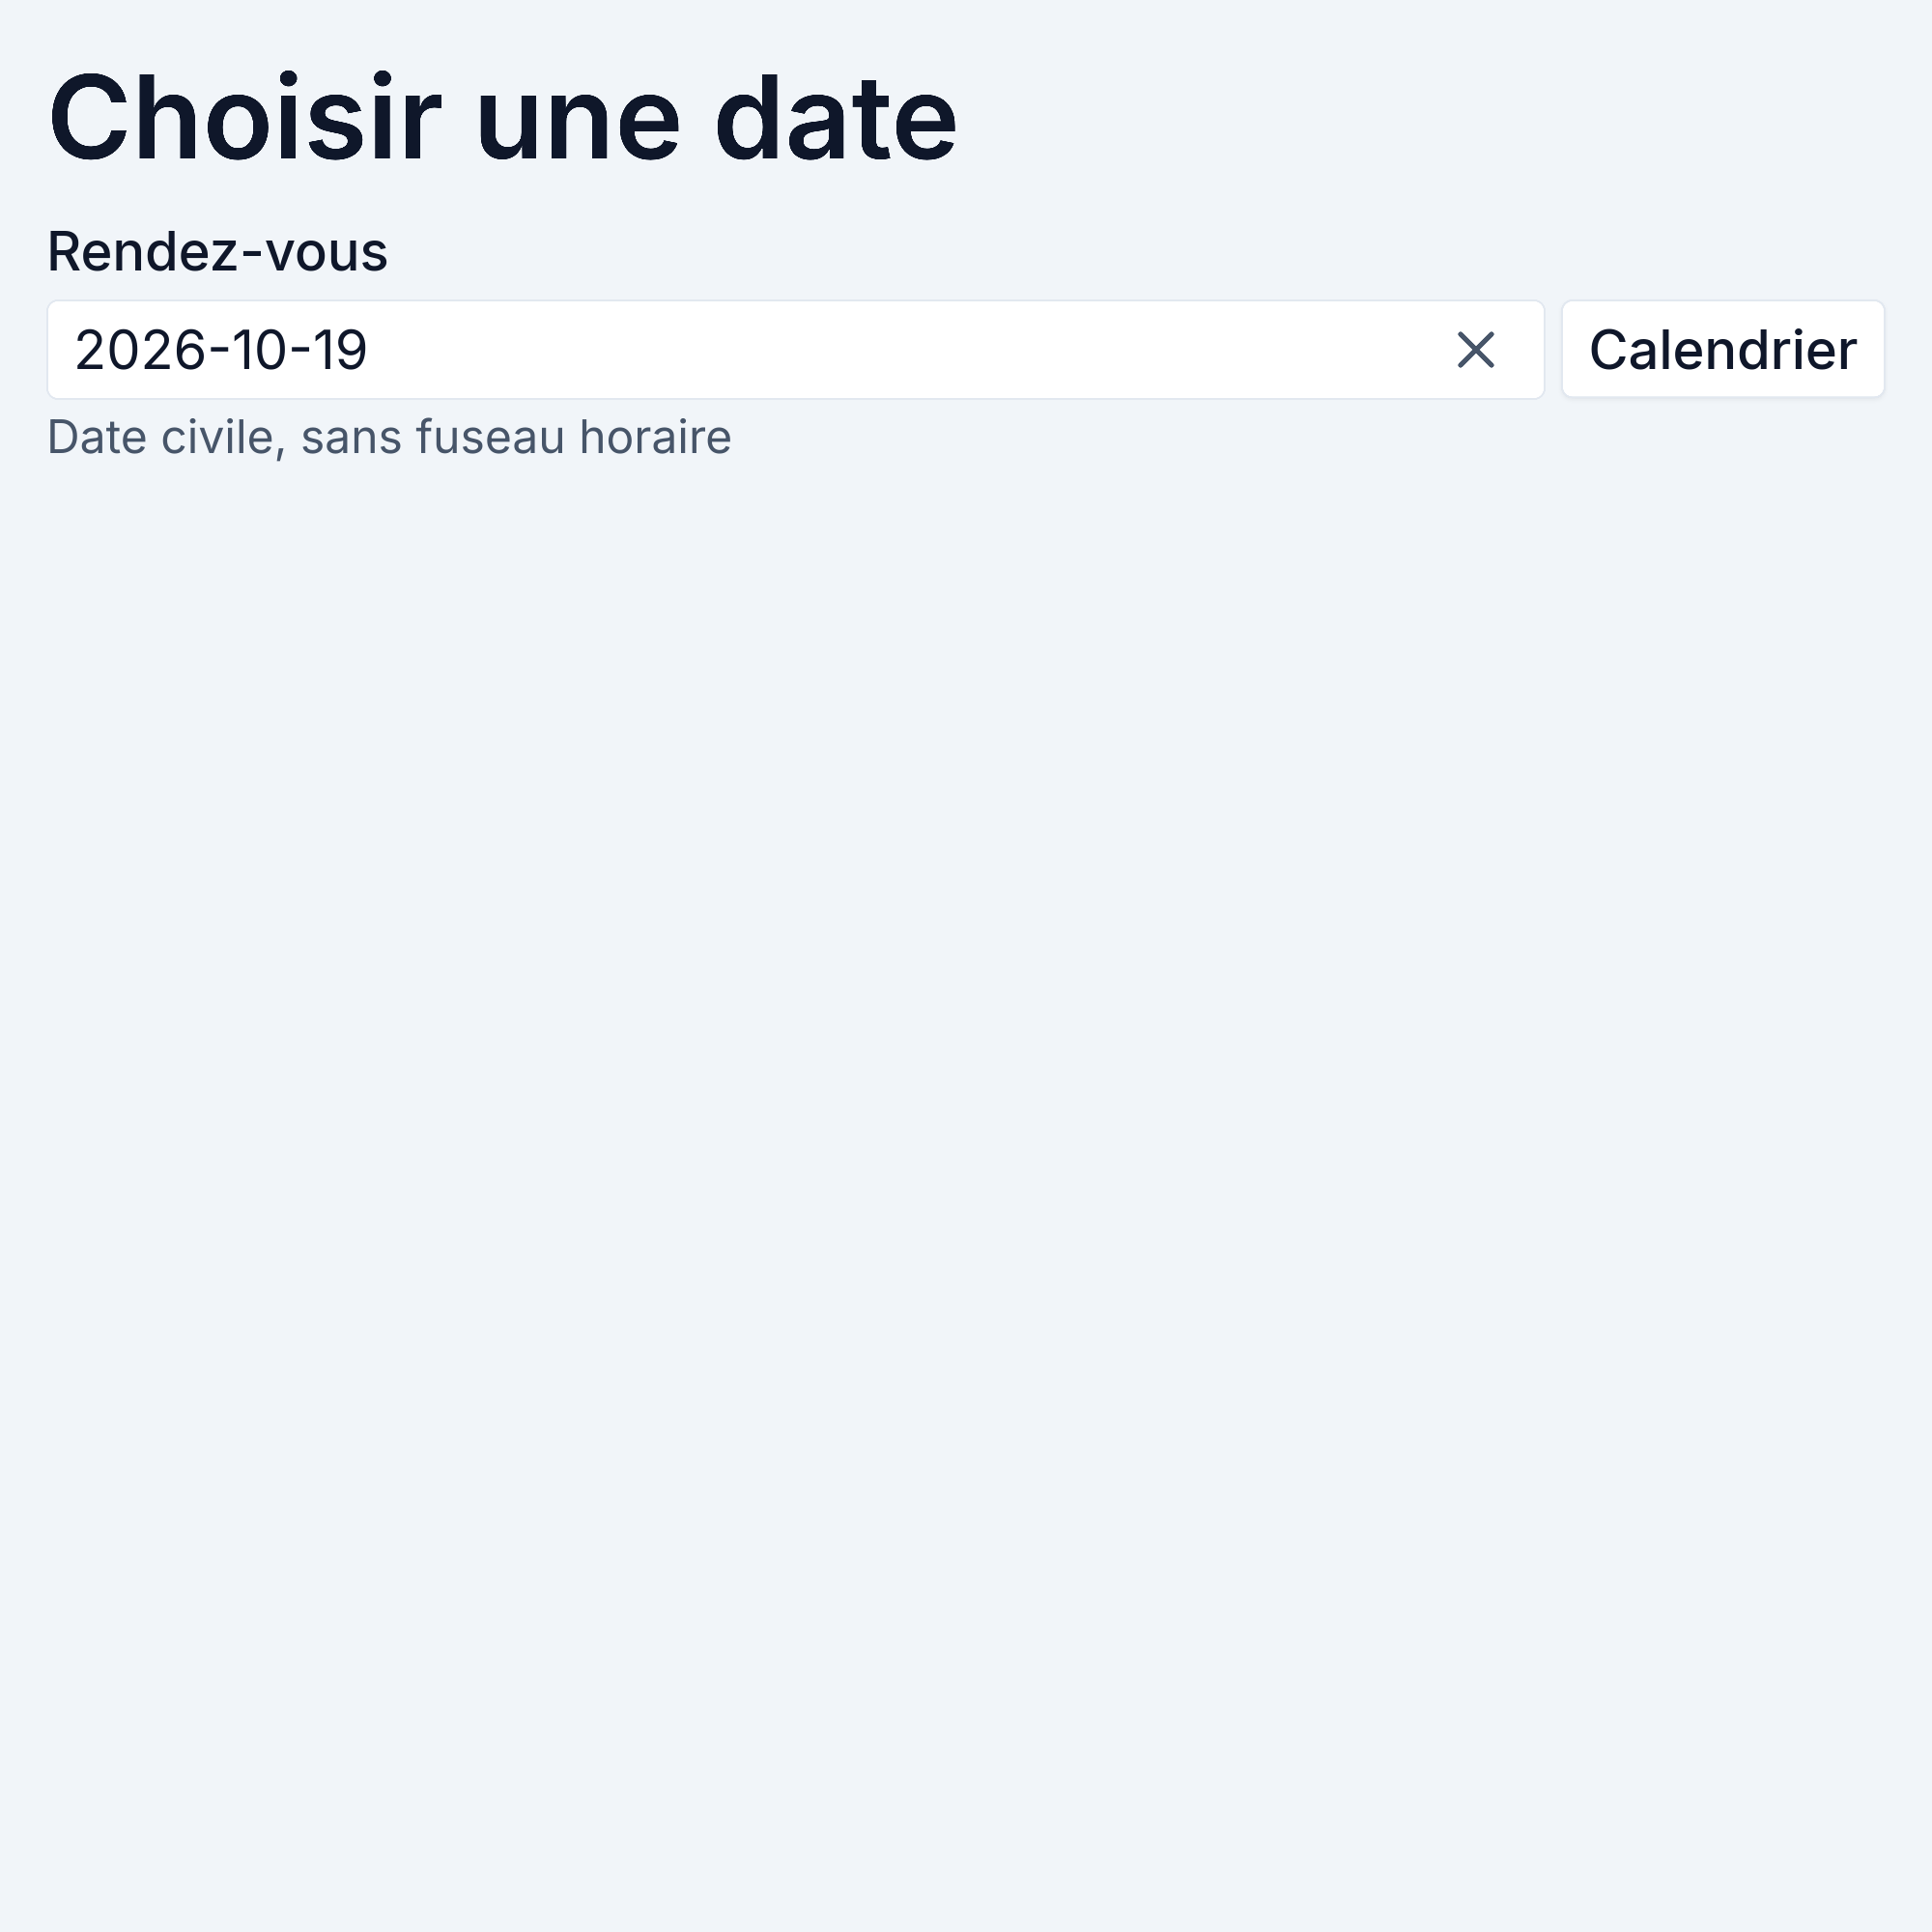 Choisir une date
Rendez-vous
2026-10-19
Calendrier
Date civile, sans fuseau horaire